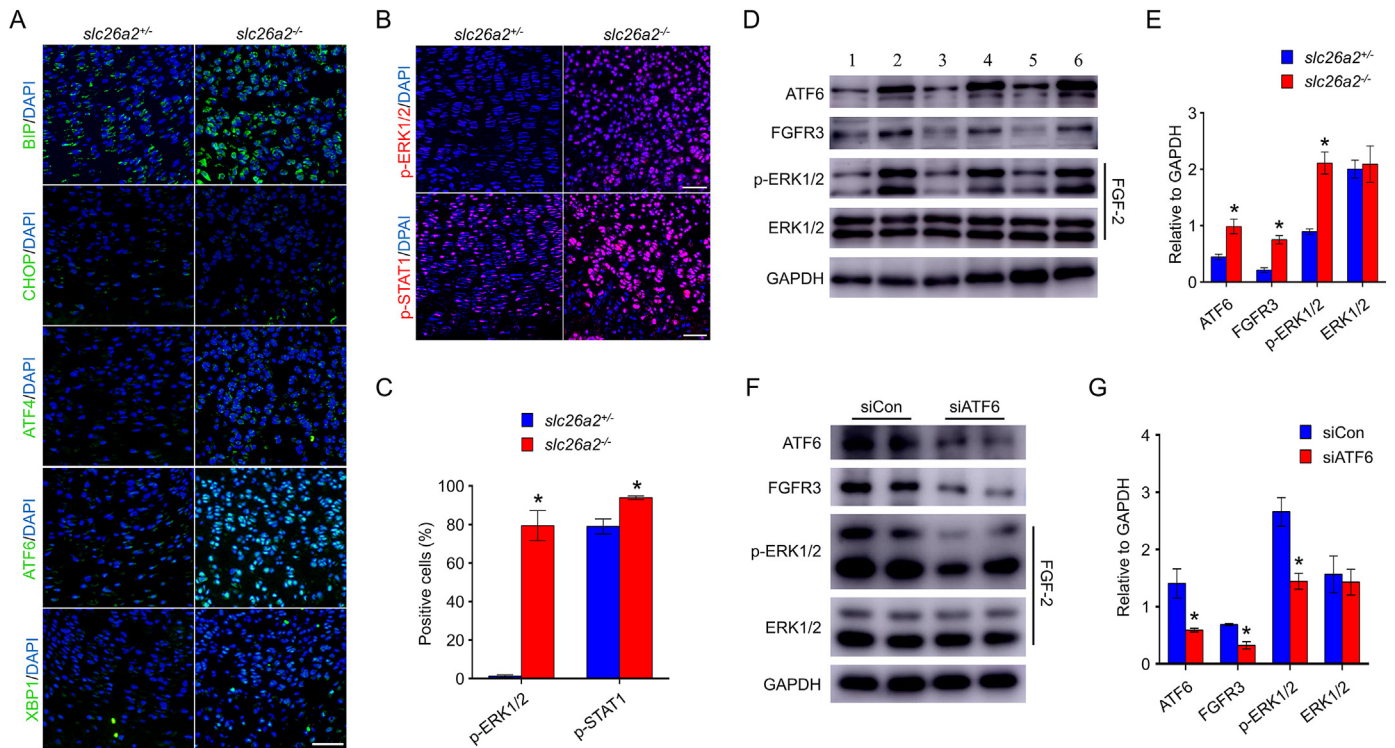 A
slc26a2+/-
slc26a2-/-
BIP/DAPI
CHOP/DAPI
ATF4/DAPI
ATF6/DAPI
XBP1/DAPI
B
slc26a2+/-
slc26a2-/-
p-ERK1/2/DAPI
p-STAT1/DPAI
C
slc26a2+/-
slc26a2-/-
Positive cells (%)
100
80
60
40
20
0
*
*
p-ERK1/2
p-STAT1
D
1 2 3 4 5 6
ATF6
FGFR3
p-ERK1/2
ERK1/2
GAPDH
FGF-2
E
slc26a2+/-
slc26a2-/-
Relative to GAPDH
3
2
1
0
*
*
*
ATF6
FGFR3
p-ERK1/2
ERK1/2
F
siCon siATF6
ATF6
FGFR3
p-ERK1/2
ERK1/2
GAPDH
FGF-2
G
siCon
siATF6
Relative to GAPDH
4
3
2
1
0
*
*
*
ATF6
FGFR3
p-ERK1/2
ERK1/2